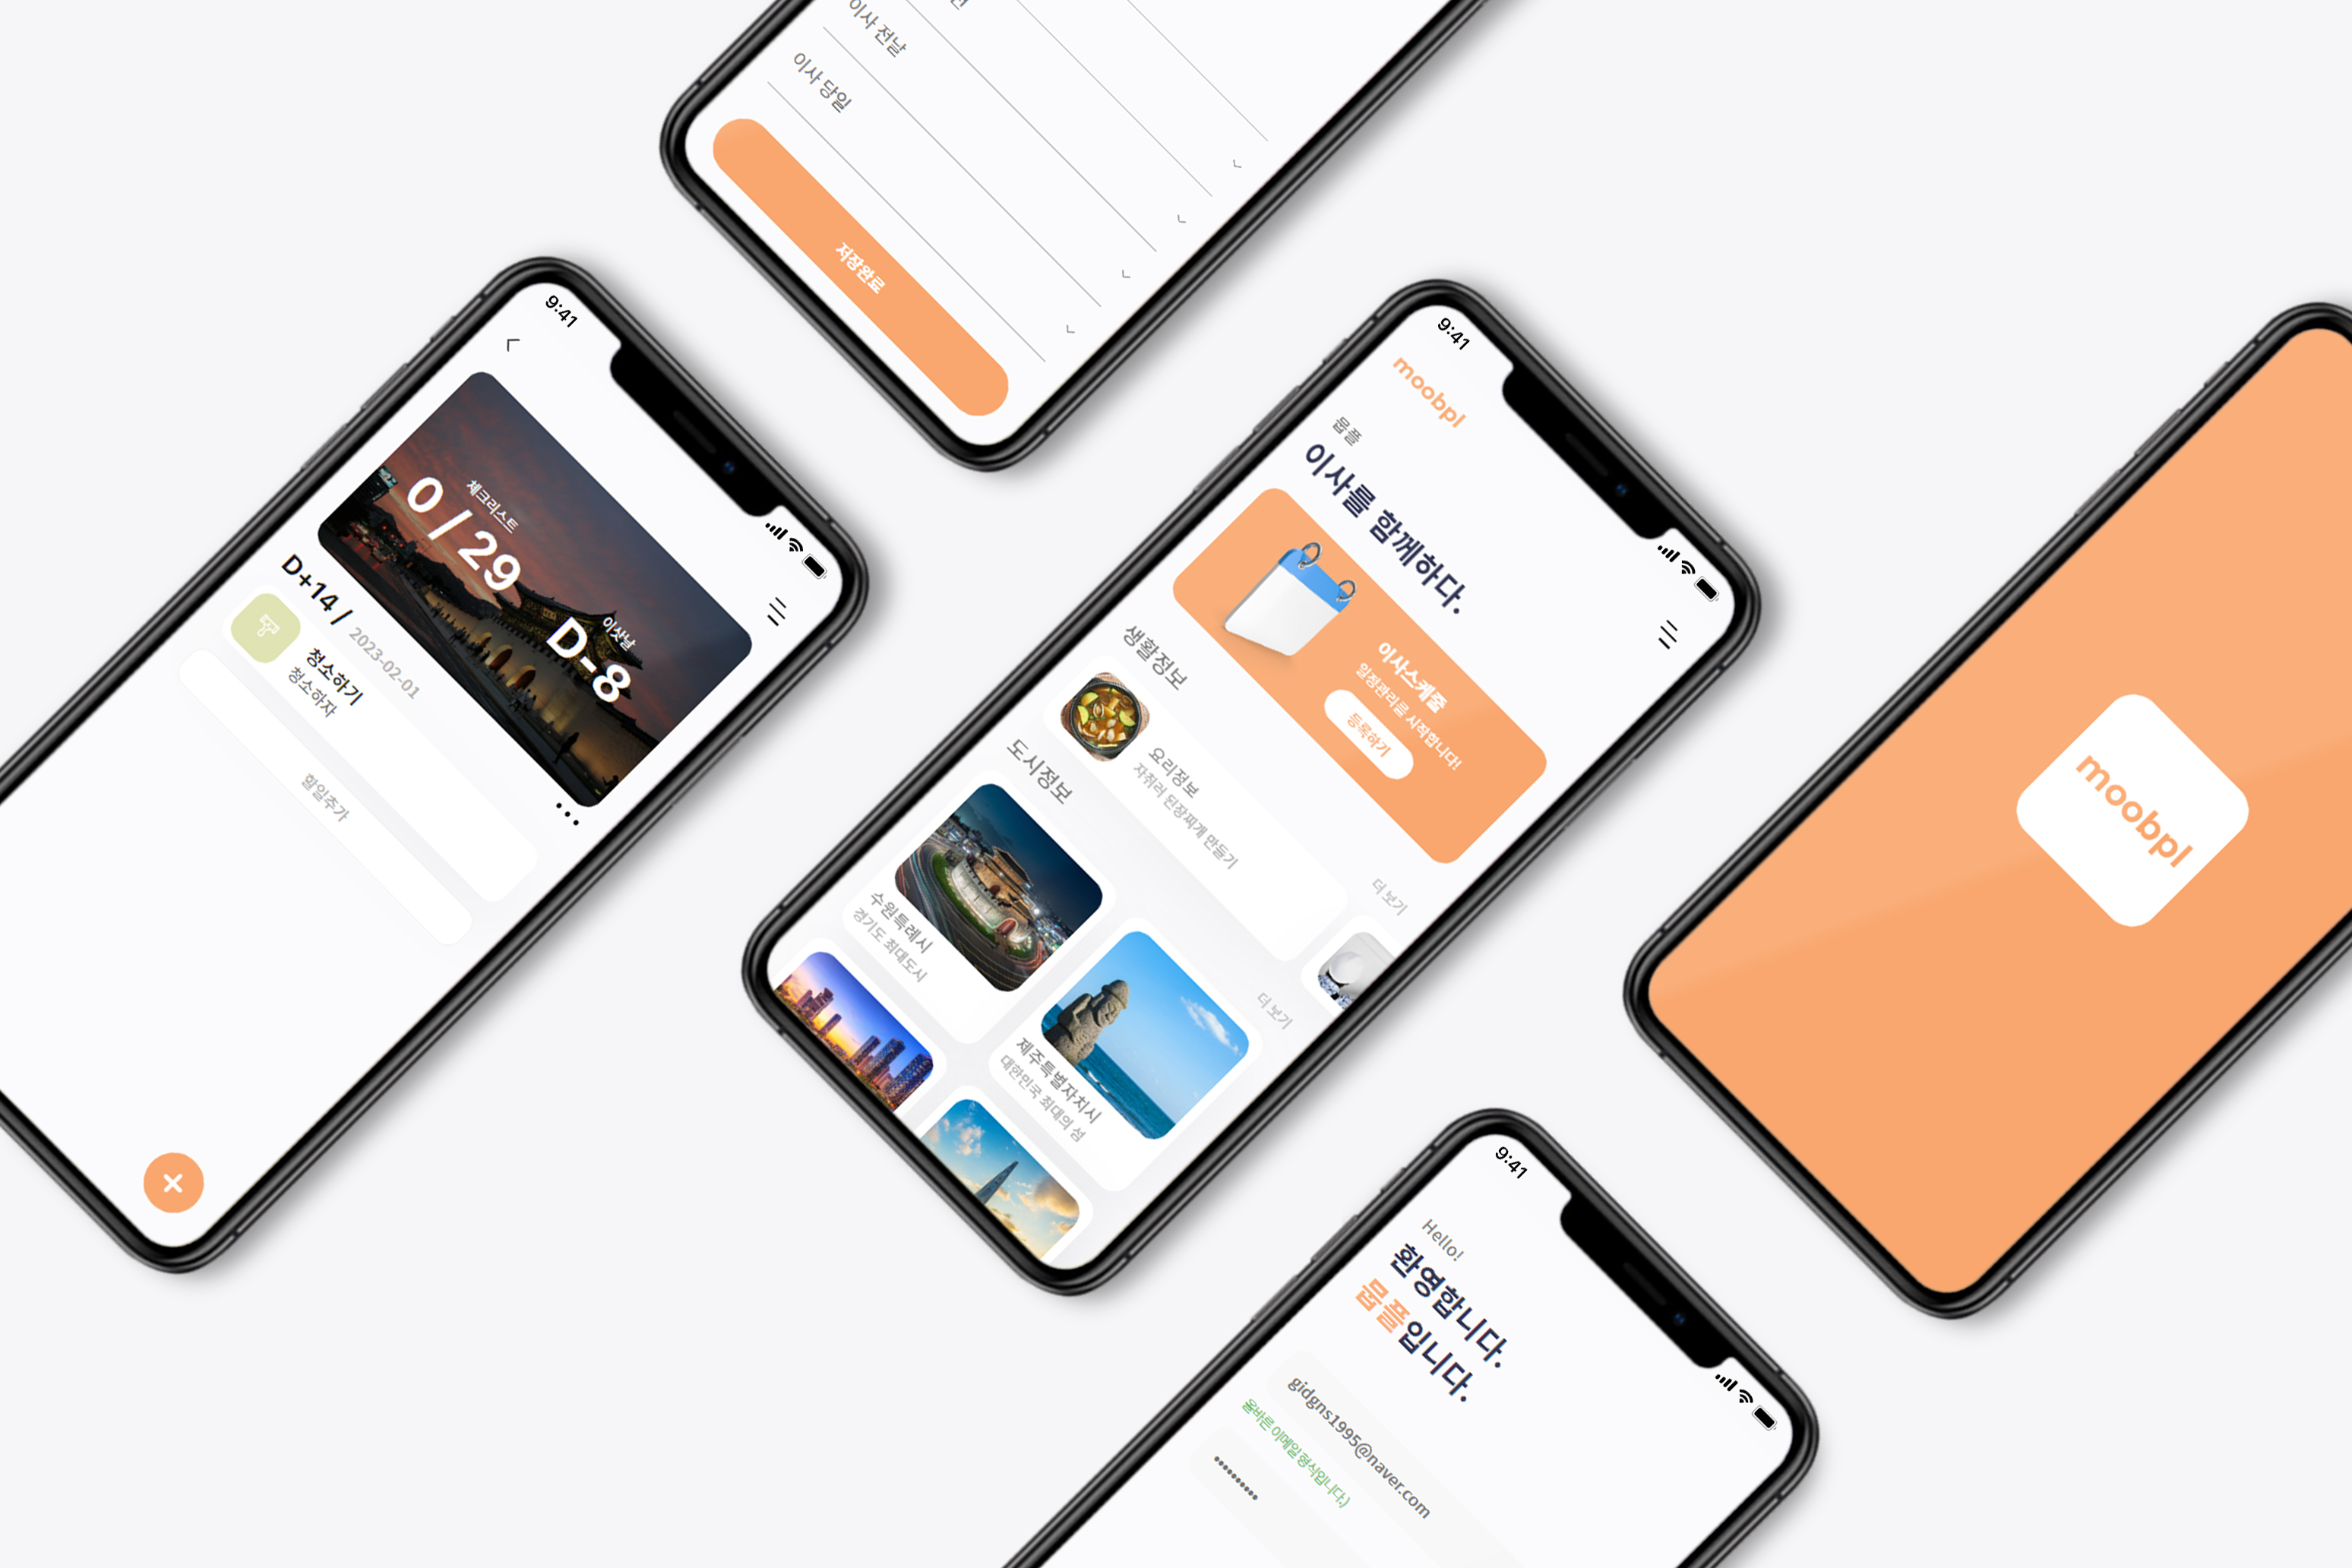 이사 전날
이사 당일
저장완료
9:41
체크리스트
0 / 29
이삿날
D-8
D+14 / 2023-02-01
청소하기
청소하자
할일추가
9:41
moobpl
뭅플
이사를 함께하다.
이사스케줄
일정관리를 시작합니다!
등록하기
생활정보
더 보기
요리정보
자취러 된장찌개 만들기
도시정보
더 보기
수원특례시
경기도 최대도시
제주특별자치시
대한민국 최대의 섬
moobpl
9:41
Hello!
환영합니다.
뭅플입니다.
gidgns1995@naver.com
올바른 이메일 형식입니다.)